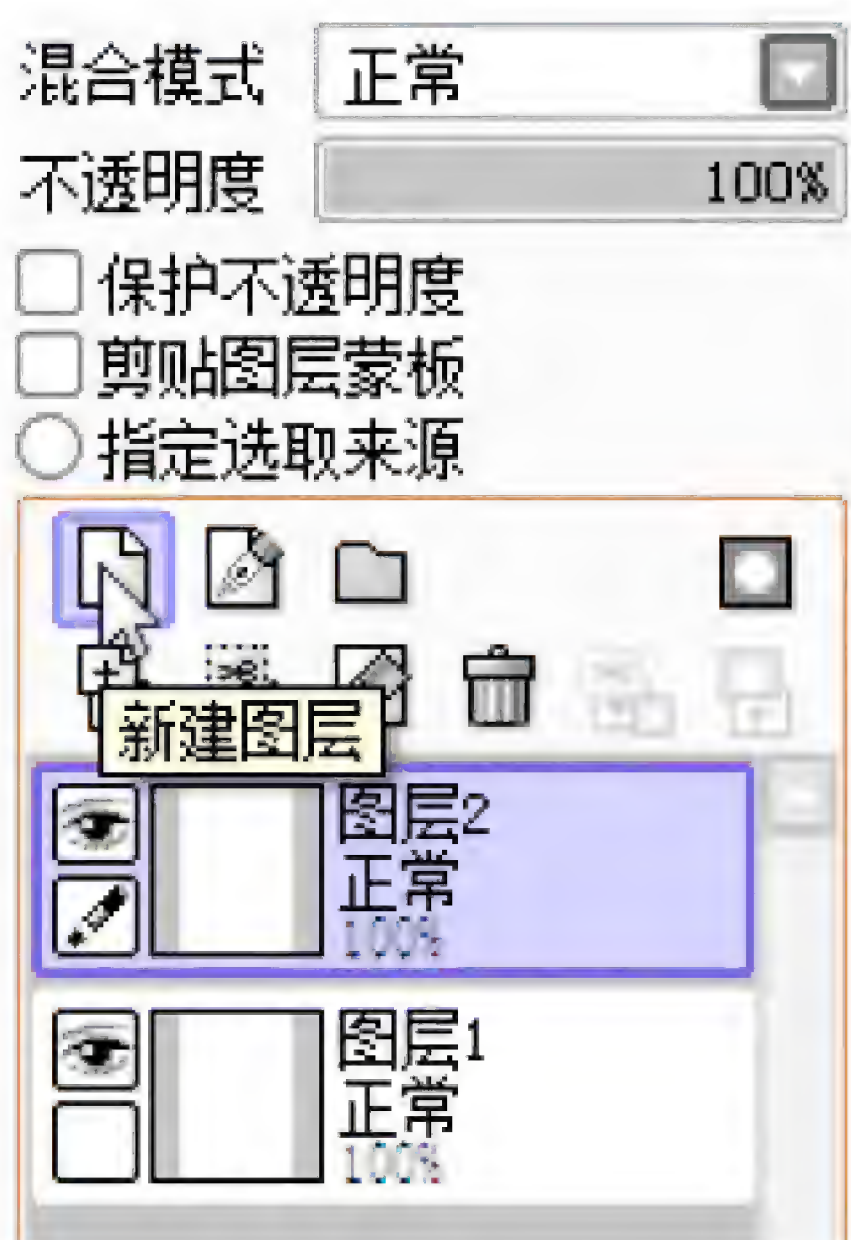 混合模式 正常
不透明度 100%
保护不透明度
剪贴图层蒙板
指定选取来源
新建图层
图层2
正常
100%
图层1
正常
100%